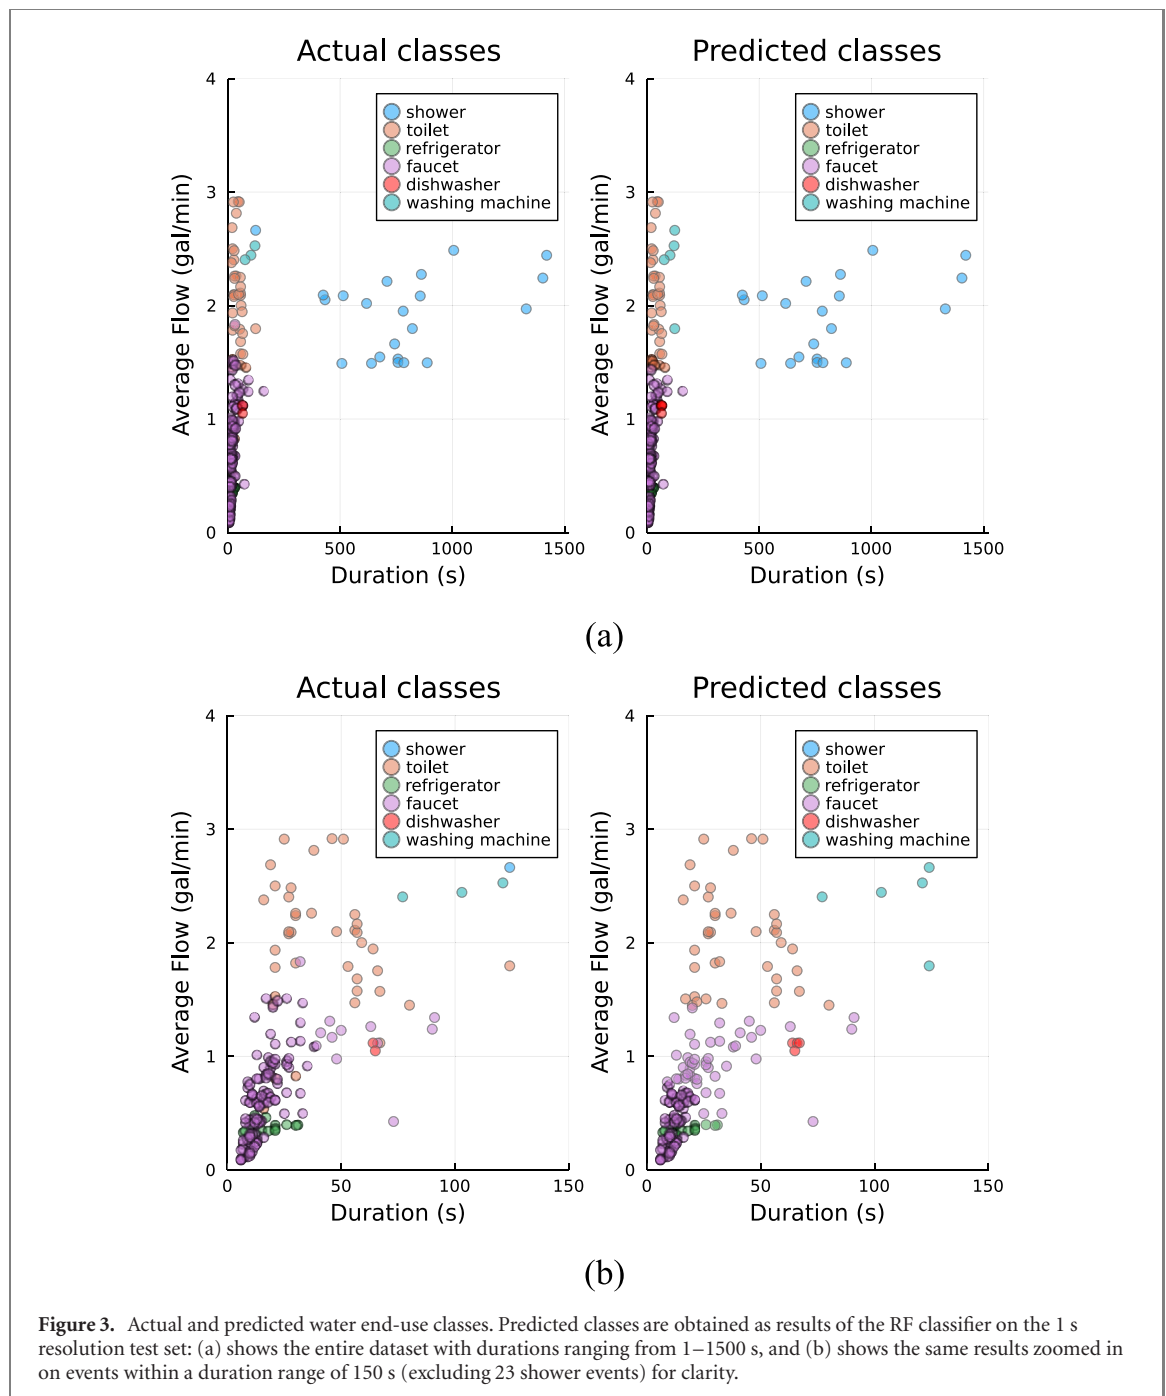 Actual classes
Predicted classes
Average Flow (gal/min)
4
3
2
1
0
shower
toilet
refrigerator
faucet
dishwasher
washing machine
0 500 1000 1500
Duration (s)
Average Flow (gal/min)
4
3
2
1
0
shower
toilet
refrigerator
faucet
dishwasher
washing machine
0 500 1000 1500
Duration (s)
(a)
Actual classes
Predicted classes
Average Flow (gal/min)
4
3
2
1
0
shower
toilet
refrigerator
faucet
dishwasher
washing machine
0 50 100 150
Duration (s)
Average Flow (gal/min)
4
3
2
1
0
shower
toilet
refrigerator
faucet
dishwasher
washing machine
0 50 100 150
Duration (s)
(b)
Figure 3. Actual and predicted water end-use classes. Predicted classes are obtained as results of the RF classifier on the 1 s
resolution test set: (a) shows the entire dataset with durations ranging from 1–1500 s, and (b) shows the same results zoomed in
on events within a duration range of 150 s (excluding 23 shower events) for clarity.